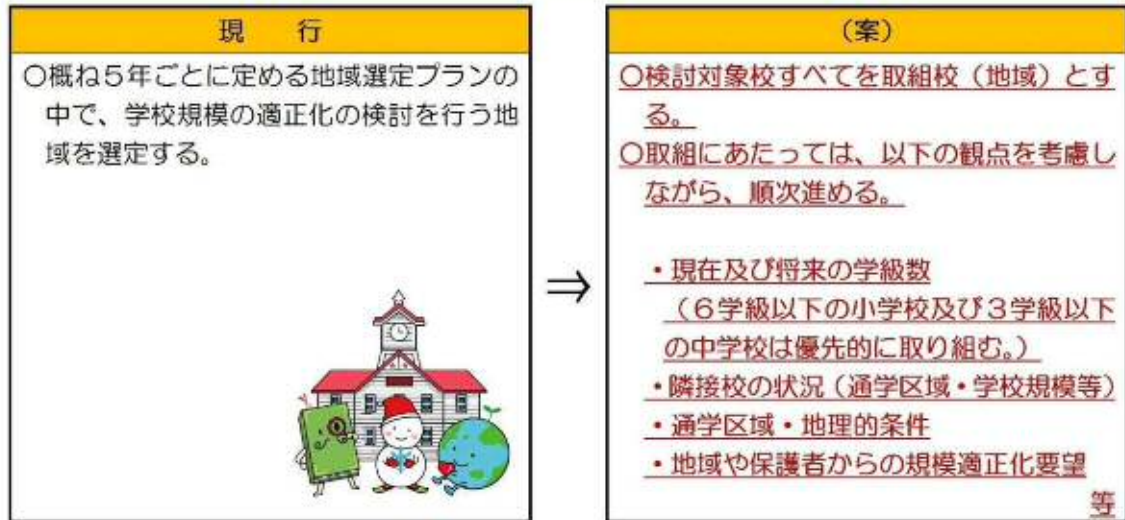 現　行
〇概ね５年ごとに定める地域選定プランの
中で、学校規模の適正化の検討を行う地
域を選定する。
⇒
（案）
〇検討対象校すべてを取組校（地域）とす
る。
〇取組にあたっては、以下の観点を考慮し
ながら、順次進める。
・現在及び将来の学級数
（６学級以下の小学校及び３学級以下
の中学校は優先的に取り組む。）
・隣接校の状況（通学区域・学校規模等）
・通学区域・地理的条件
・地域や保護者からの規模適正化要望
等